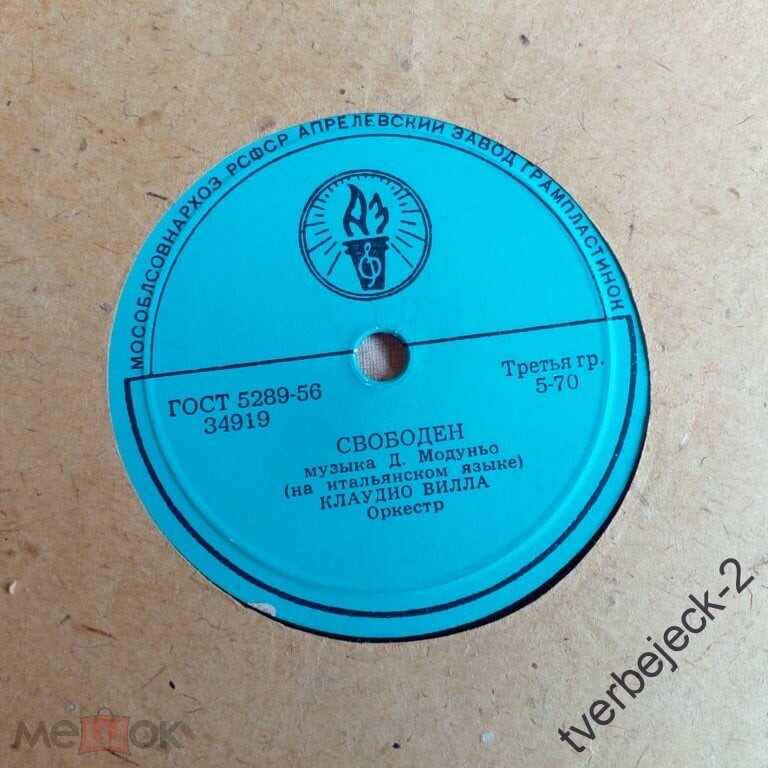 МОСОБЛСОВНАРХОЗ РСФСР АПРЕЛЕВСКИЙ ЗАВОД ГРАМПЛАСТИНОК
АЗ
ГОСТ 5289-56
34919
Третья гр.
5-70
СВОБОДЕН
музыка Д. Модуньо
(на итальянском языке)
КЛАУДИО ВИЛЛА
Оркестр
tverbejeck-2
мешок